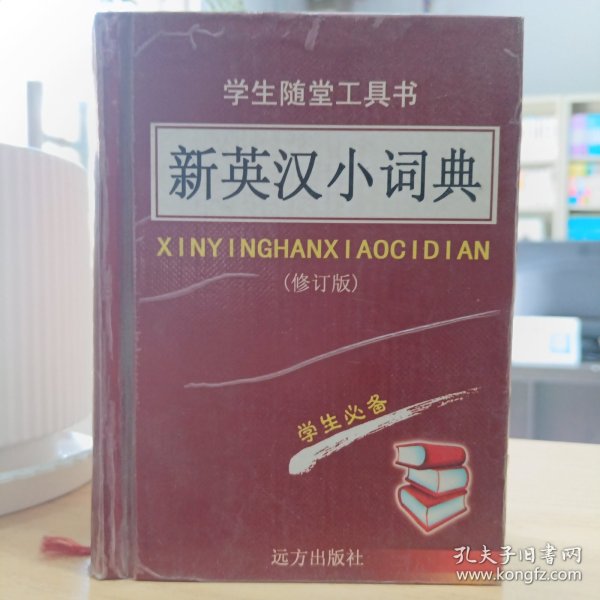 学生随堂工具书
新英汉小词典
XINYINGHANXIAOCIDIAN
(修订版)
学生必备
远方出版社
孔夫子旧书网
www.kongfz.com